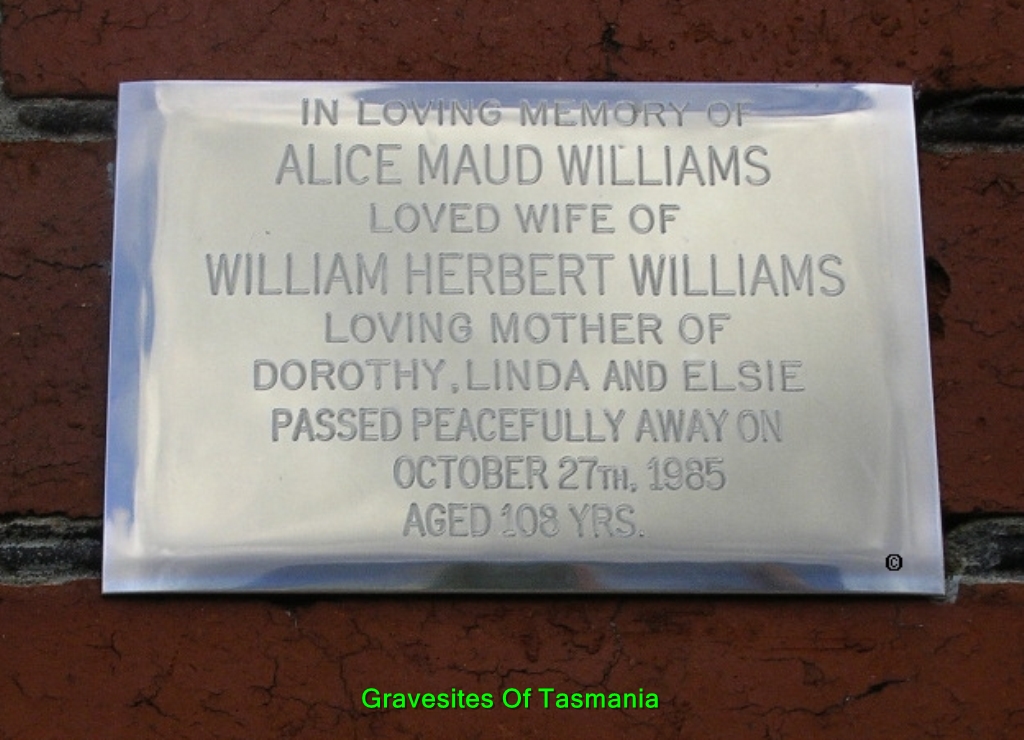 IN LOVING MEMORY OF
ALICE MAUD WILLIAMS
LOVED WIFE OF
WILLIAM HERBERT WILLIAMS
LOVING MOTHER OF
DOROTHY, LINDA AND ELSIE
PASSED PEACEFULLY AWAY ON
OCTOBER 27TH, 1985
AGED 108 YRS.
©
Gravesites Of Tasmania